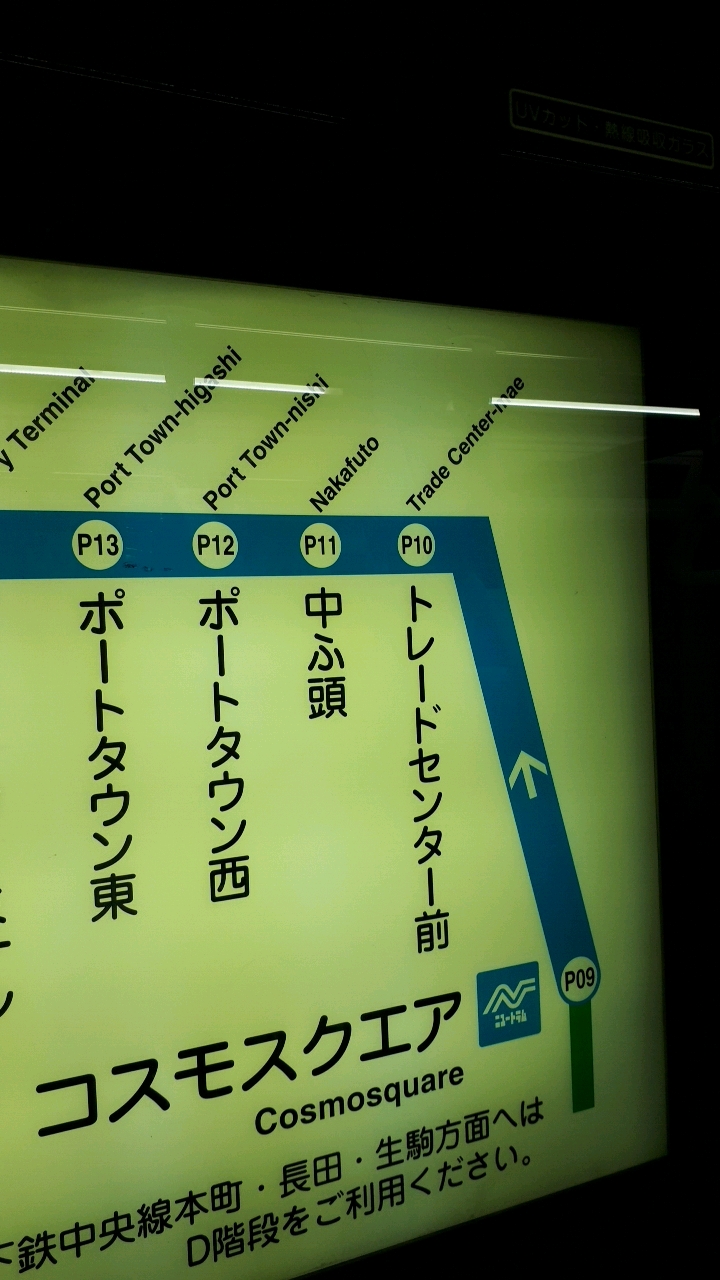 UVカット・熱線吸収ガラス
y Terminal
Port Town-higashi
Port Town-nishi
Nakafuto
Trade Center-mae
P13
P12
P11
P10
ポートタウン東
ポートタウン西
中ふ頭
トレードセンター前
P09
ニュートラム
コスモスクエア
Cosmosquare
鉄中央線本町・長田・生駒方面へは
D階段をご利用ください。